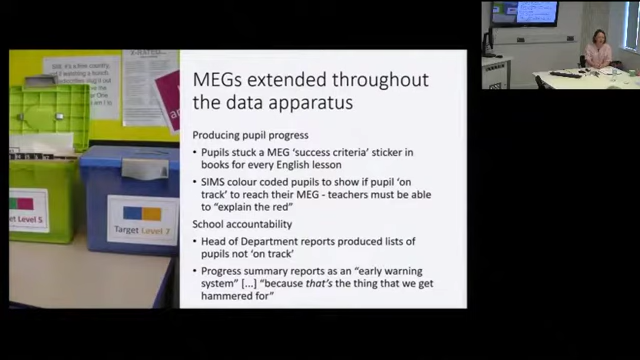 MEGs extended throughout
the data apparatus
Producing pupil progress
• Pupils stuck a MEG ‘success criteria’ sticker in
books for every English lesson
• SIMS colour coded pupils to show if pupil ‘on
track’ to reach their MEG - teachers must be able
to “explain the red”
School accountability
• Head of Department reports produced lists of
pupils not ‘on track’
• Progress summary reports as an “early warning
system” [...] “because that’s the thing that we get
hammered for”
Level 5
Target Level 7